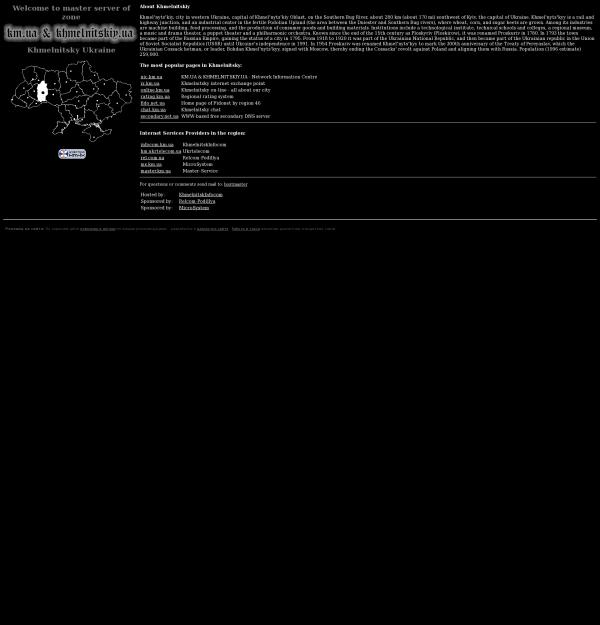 Welcome to master server of
zone
km.ua & khmelnitskiy.ua
Khmelnitsky Ukraine
About Khmelnitskiy
Khmel'nyts'kyy, city in western Ukraine, capital of Khmel'nyts'kyy Oblast, on the Southern Bug River, about 280 km (about 170 mi) southwest of Kyiv, the capital of Ukraine. Khmel'nyts'kyy is a rail and
highway junction, and an industrial center in the fertile Podolian Upland (the area between the Dniester and Southern Bug rivers), where wheat, corn, and sugar beets are grown. Among its industries
are machine building, food processing, and the production of consumer goods and building materials. Institutions include a technological institute, technical schools and colleges, a regional museum,
a music and drama theater, a puppet theater and a philharmonic orchestra. Known since the end of the 15th century as Ploskyriv (Ploskirov), it was renamed Proskuriv in 1780. In 1793 the town
became part of the Russian Empire, gaining the status of a city in 1795. From 1918 to 1920 it was part of the Ukrainian National Republic, and then became part of the Ukrainian republic in the Union
of Soviet Socialist Republics (USSR) until Ukraine's independence in 1991. In 1954 Proskuriv was renamed Khmel'nyts'kyy to mark the 300th anniversary of the Treaty of Pereyaslav, which the
Ukrainian Cossack hetman, or leader, Bohdan Khmel'nyts'kyy, signed with Moscow, thereby ending the Cossacks' revolt against Poland and aligning them with Russia. Population (1996 estimate)
259,000.
The most popular pages in Khmelnitsky:
nic.km.ua KM.UA & KHMELNITSKIY.UA - Network Information Centre
ix.km.ua Khmelnitsky internet exchange point
online.km.ua Khmelnitsky on-line - all about our city
rating.km.ua Regional rating system
fido.net.ua Home page of Fidonet by region 46
chat.km.ua Khmelnitsky chat
secondary.net.ua WWW-based free secondary DNS server
Internet Services Providers in the region:
infocom.km.ua KhmelnitskInfocom
km.ukrtelecom.ua Ukrtelecom
rel.com.ua Relcom-Podillya
ms.km.ua MicroSystem
master.km.ua Master-Service
For questions or comments send mail to: hostmaster
Hosted by: KhmelnitskInfocom
Sponsored by: Relcom-Podillya
Sponsored by: MicroSystem